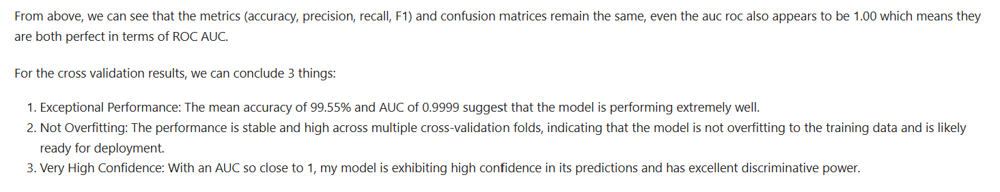 From above, we can see that the metrics (accuracy, precision, recall, F1) and confusion matrices remain the same, even the auc roc also appears to be 1.00 which means they
are both perfect in terms of ROC AUC.
For the cross validation results, we can conclude 3 things:
1. Exceptional Performance: The mean accuracy of 99.55% and AUC of 0.9999 suggest that the model is performing extremely well.
2. Not Overfitting: The performance is stable and high across multiple cross-validation folds, indicating that the model is not overfitting to the training data and is likely
ready for deployment.
3. Very High Confidence: With an AUC so close to 1, my model is exhibiting high confidence in its predictions and has excellent discriminative power.